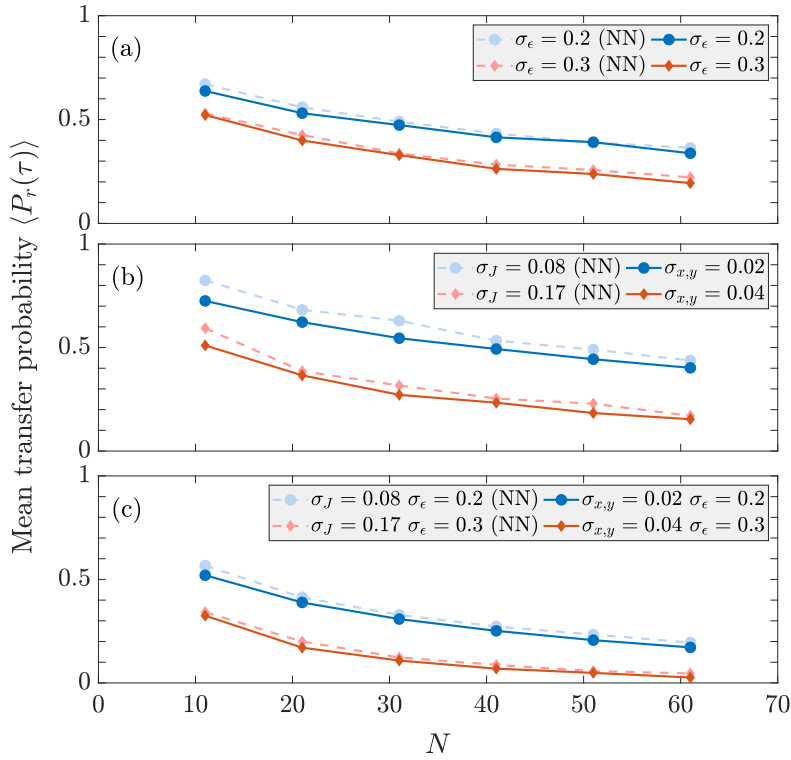 Mean transfer probability ⟨P_r(τ)⟩
1
0.5
0
(a)
σ_ϵ = 0.2 (NN) σ_ϵ = 0.2
σ_ϵ = 0.3 (NN) σ_ϵ = 0.3
1
0.5
0
(b)
σ_J = 0.08 (NN) σ_{x,y} = 0.02
σ_J = 0.17 (NN) σ_{x,y} = 0.04
1
0.5
0
(c)
σ_J = 0.08 σ_ϵ = 0.2 (NN) σ_{x,y} = 0.02 σ_ϵ = 0.2
σ_J = 0.17 σ_ϵ = 0.3 (NN) σ_{x,y} = 0.04 σ_ϵ = 0.3
0 10 20 30 40 50 60 70
N